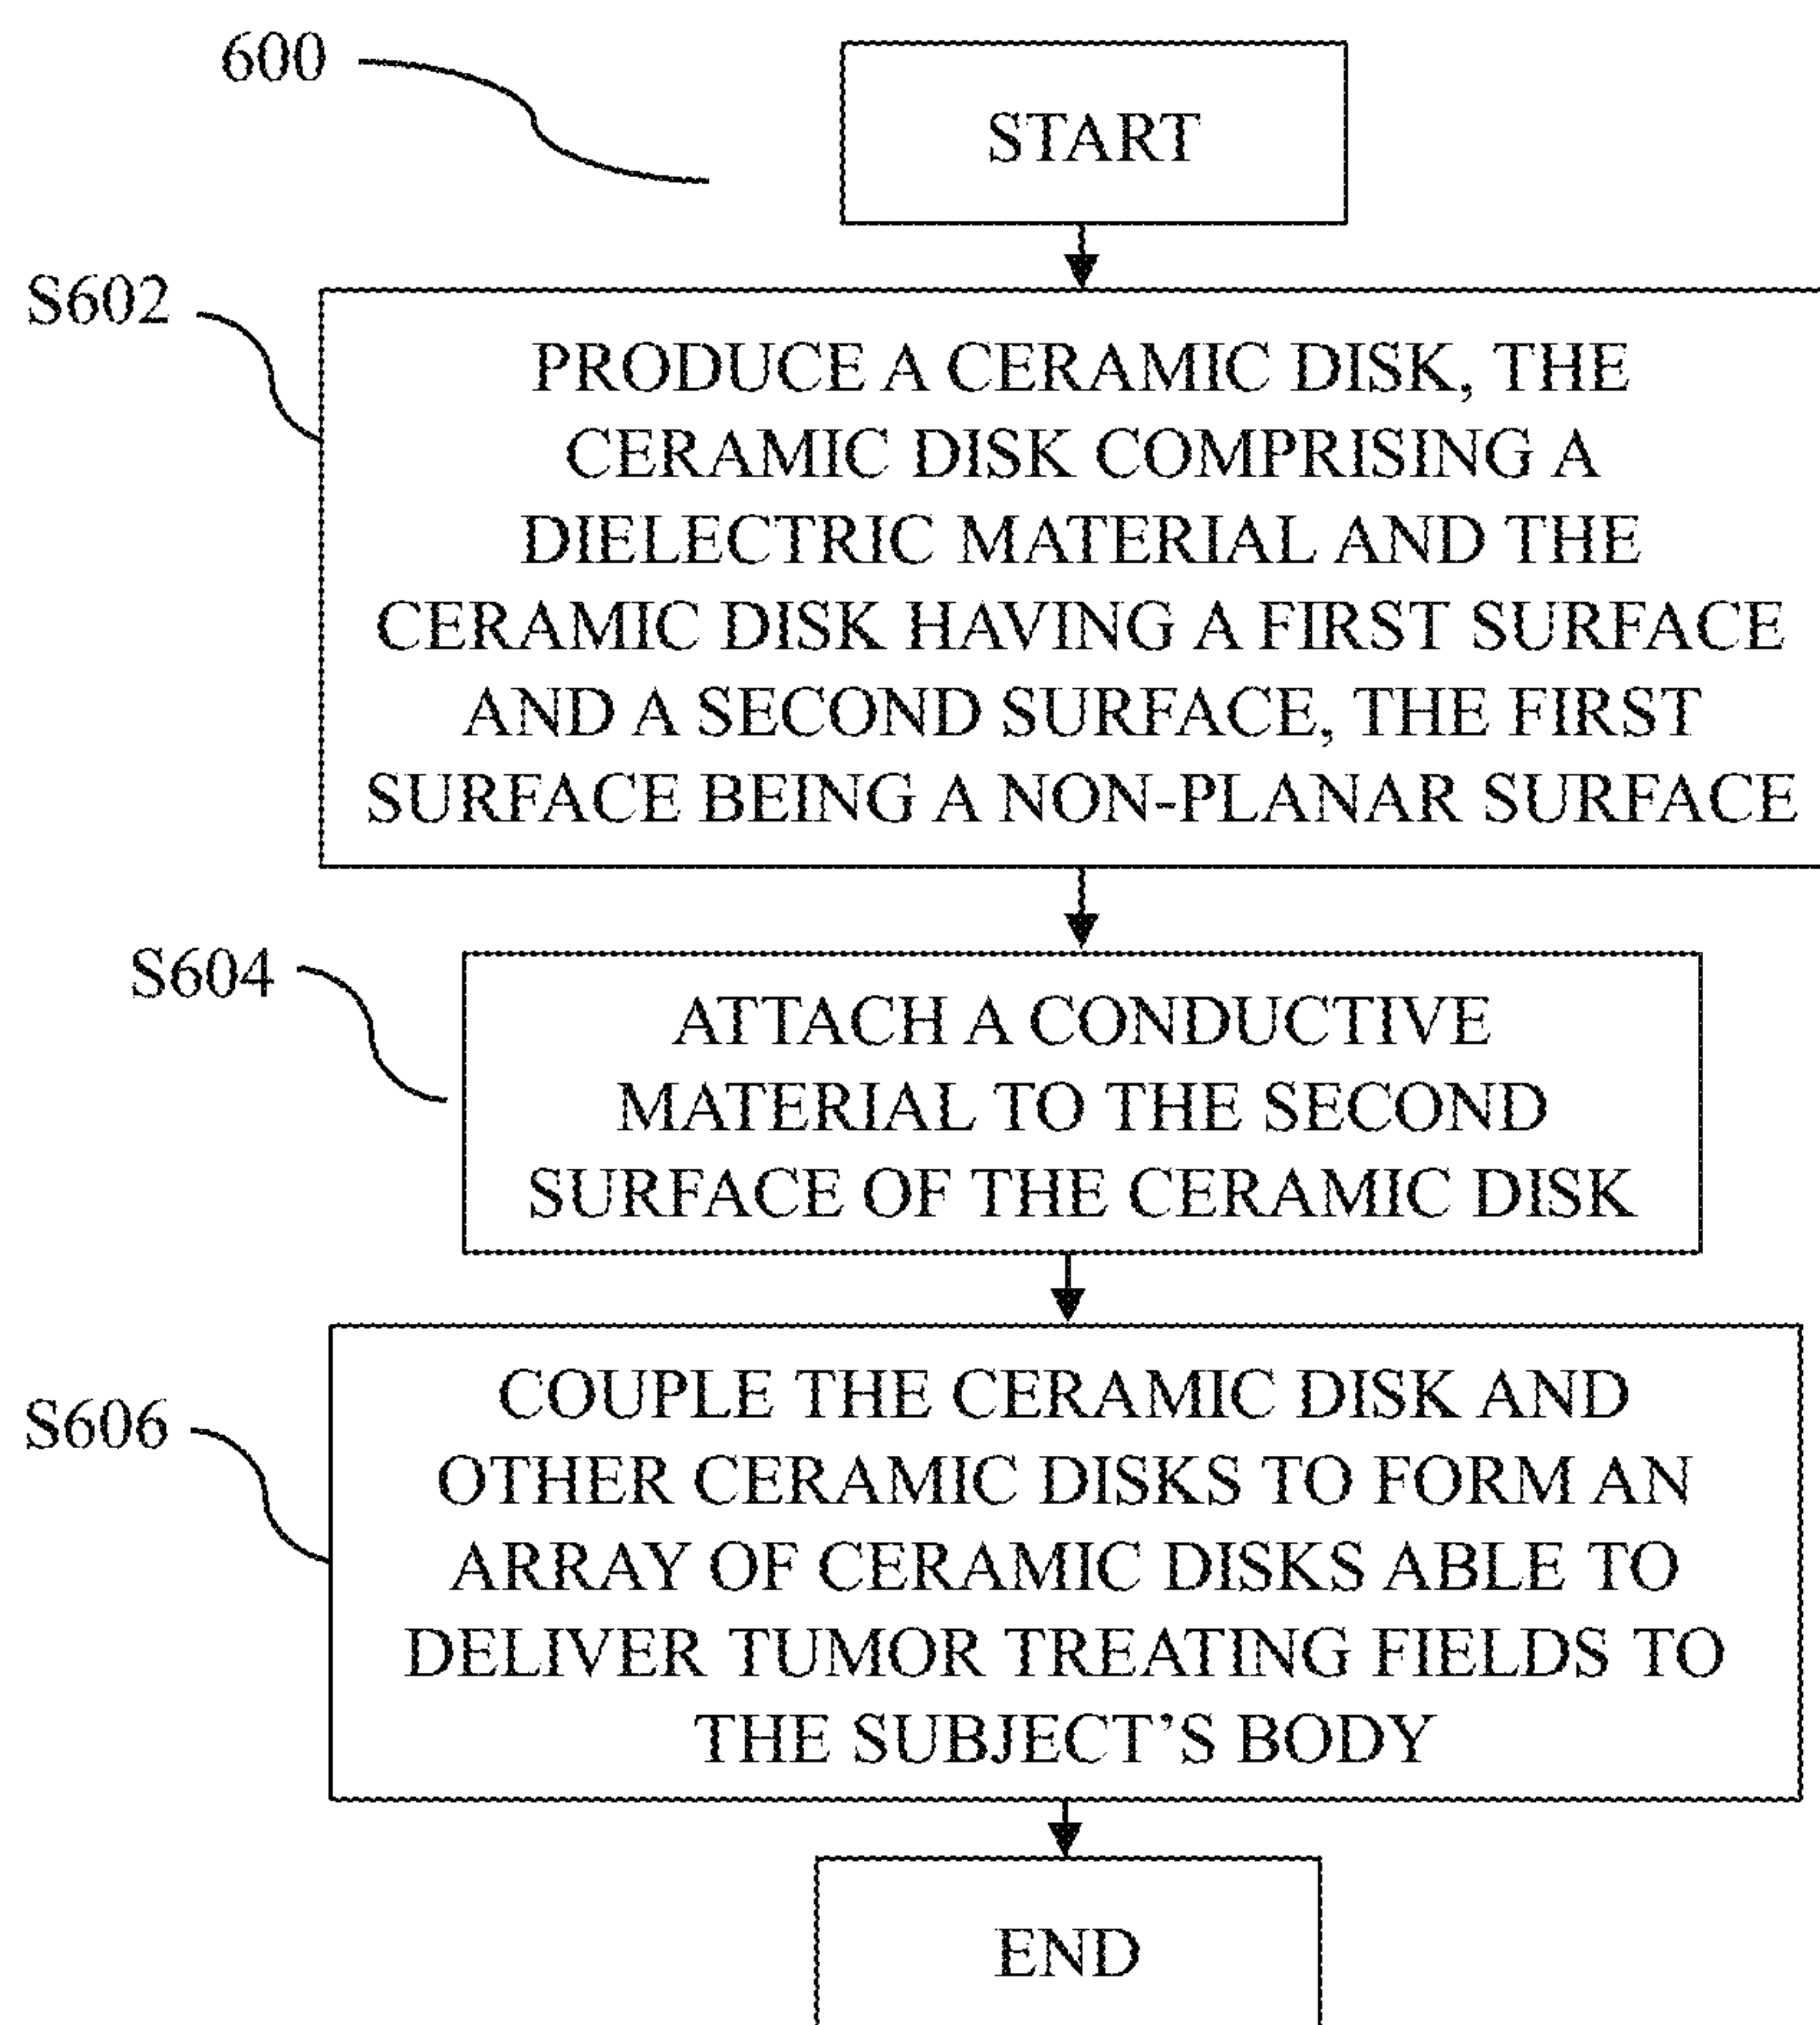 600
START
S602
PRODUCE A CERAMIC DISK, THE
CERAMIC DISK COMPRISING A
DIELECTRIC MATERIAL AND THE
CERAMIC DISK HAVING A FIRST SURFACE
AND A SECOND SURFACE, THE FIRST
SURFACE BEING A NON-PLANAR SURFACE
S604
ATTACH A CONDUCTIVE
MATERIAL TO THE SECOND
SURFACE OF THE CERAMIC DISK
S606
COUPLE THE CERAMIC DISK AND
OTHER CERAMIC DISKS TO FORM AN
ARRAY OF CERAMIC DISKS ABLE TO
DELIVER TUMOR TREATING FIELDS TO
THE SUBJECT’S BODY
END